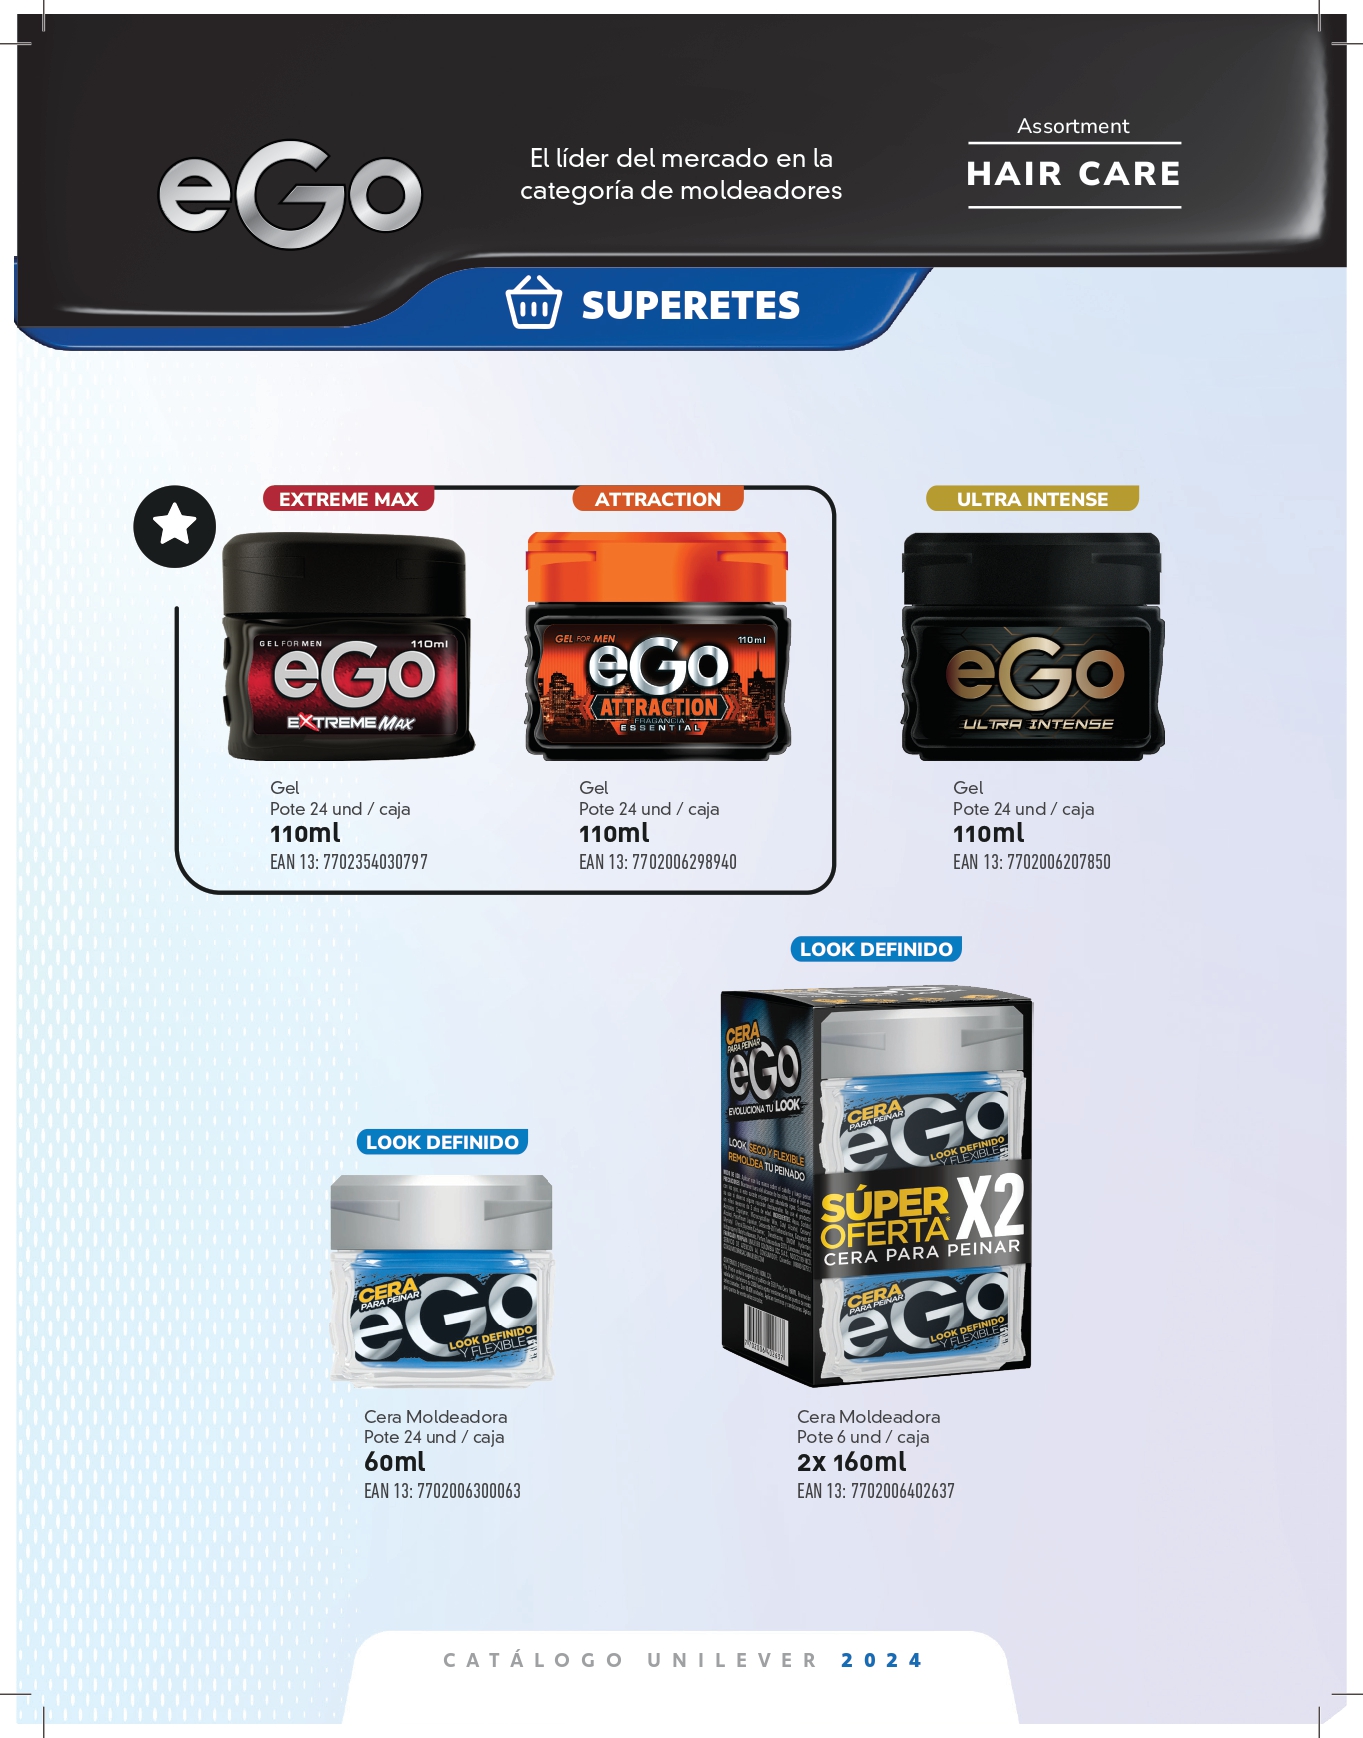 eGo
El líder del mercado en la
categoría de moldeadores
Assortment
HAIR CARE
SUPERETES
EXTREME MAX
GEL FOR MEN
110ml
eGo
EXTREME MAX
Gel
Pote 24 und / caja
110ml
EAN 13: 7702354030797
ATTRACTION
GEL FOR MEN
110ml
eGo
ATTRACTION
FRAGANCIA
ESSENTIAL
Gel
Pote 24 und / caja
110ml
EAN 13: 7702006298940
ULTRA INTENSE
eGo
ULTRA INTENSE
Gel
Pote 24 und / caja
110ml
EAN 13: 7702006207850
LOOK DEFINIDO
CERA
PARA PEINAR
eGo
LOOK DEFINIDO
Y FLEXIBLE
Cera Moldeadora
Pote 24 und / caja
60ml
EAN 13: 7702006300063
LOOK DEFINIDO
CERA
PARA PEINAR
eGo
EVOLUCIONA TU LOOK
LOOK SECO Y FLEXIBLE
REMOLDEA TU PEINADO
7702006402637
CERA
PARA PEINAR
eGo
LOOK DEFINIDO
Y FLEXIBLE
SÚPER
OFERTA*
X2
CERA PARA PEINAR
CERA
PARA PEINAR
eGo
LOOK DEFINIDO
Y FLEXIBLE
Cera Moldeadora
Pote 6 und / caja
2x 160ml
EAN 13: 7702006402637
CATÁLOGO UNILEVER 2024